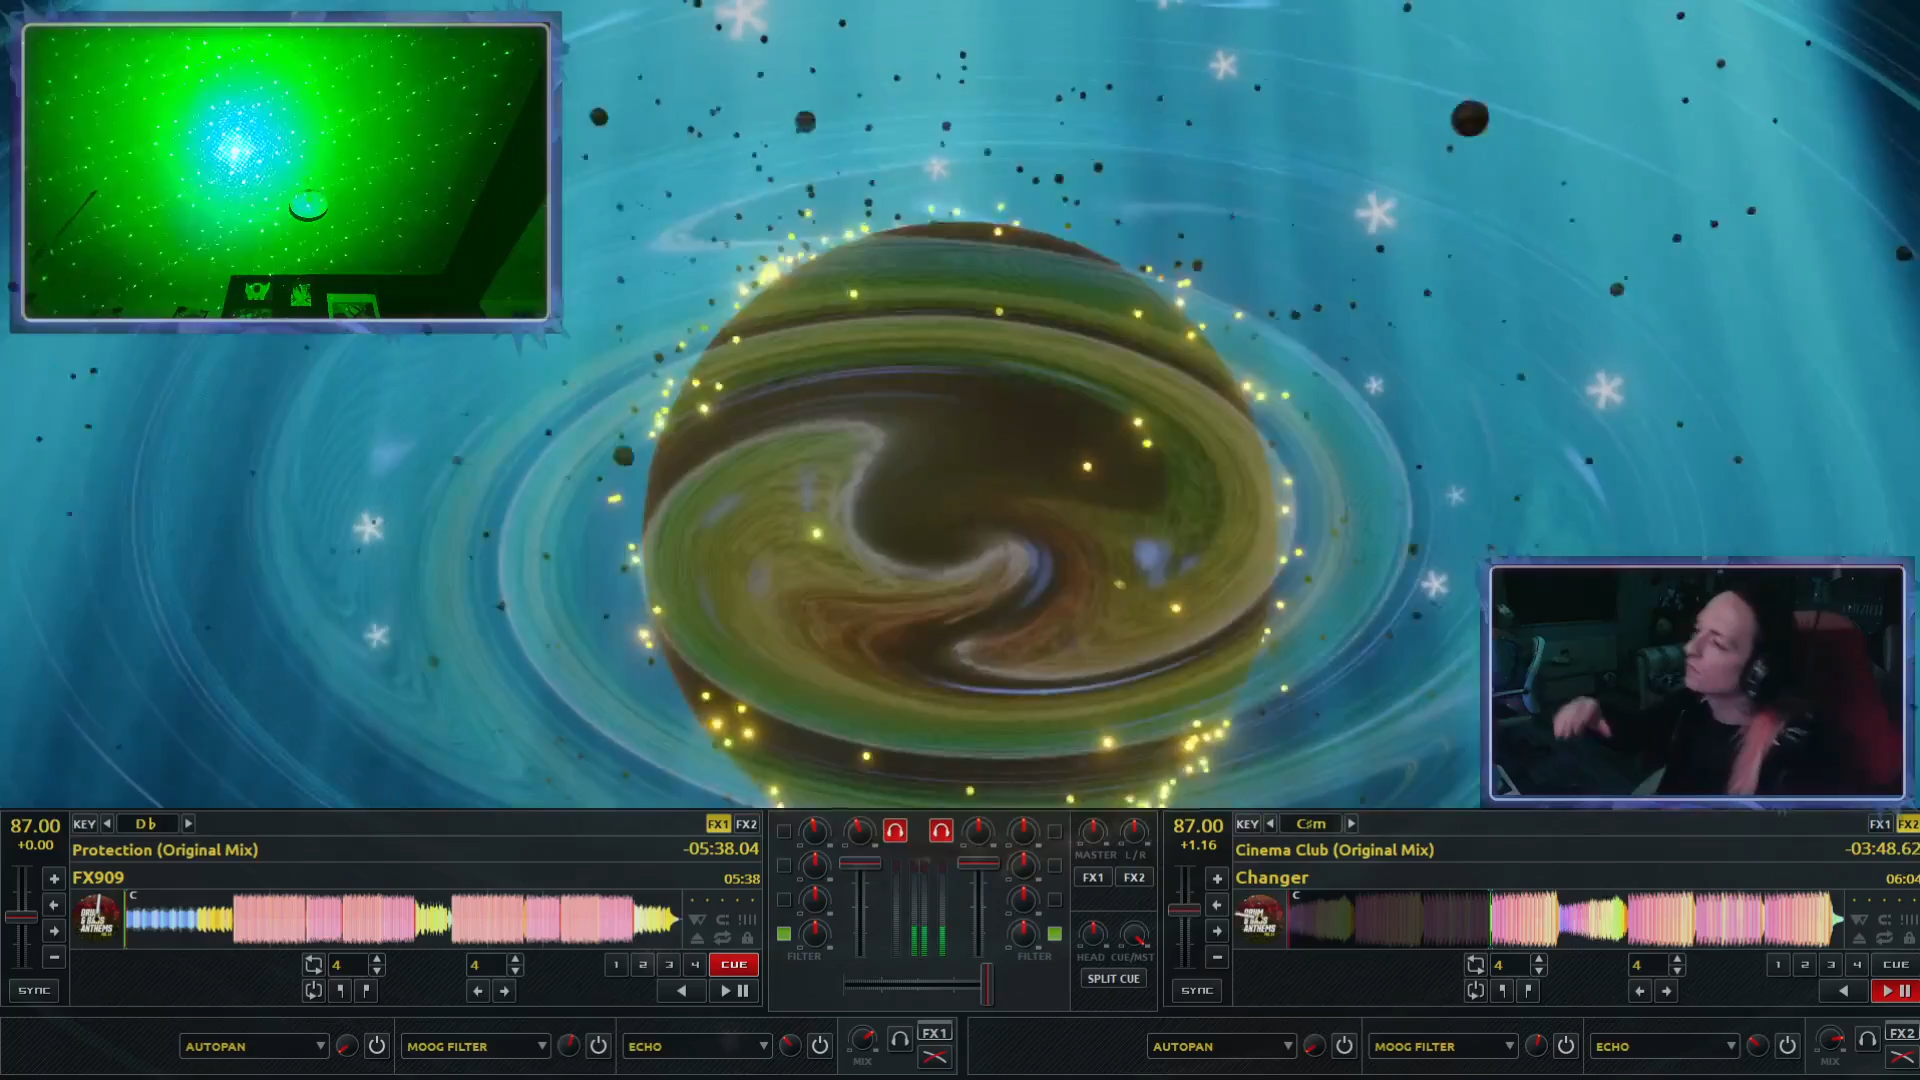 87.00
+0.00
KEY
D♭
FX1 FX2
Protection (Original Mix)
-05:38.04
FX909
05:38
C
DRUM & BASS ANTHEMS
4
4
1 2 3 4 CUE
SYNC
FILTER
FILTER
MASTER L/R
FX1 FX2
HEAD CUE/MST
SPLIT CUE
87.00
+1.16
KEY
C♯m
FX1 FX2
Cinema Club (Original Mix)
-03:48.62
Changer
06:04
C
4
4
1 2 3 4 CUE
SYNC
AUTOPAN
MOOG FILTER
ECHO
MIX
FX1
AUTOPAN
MOOG FILTER
ECHO
MIX
FX2